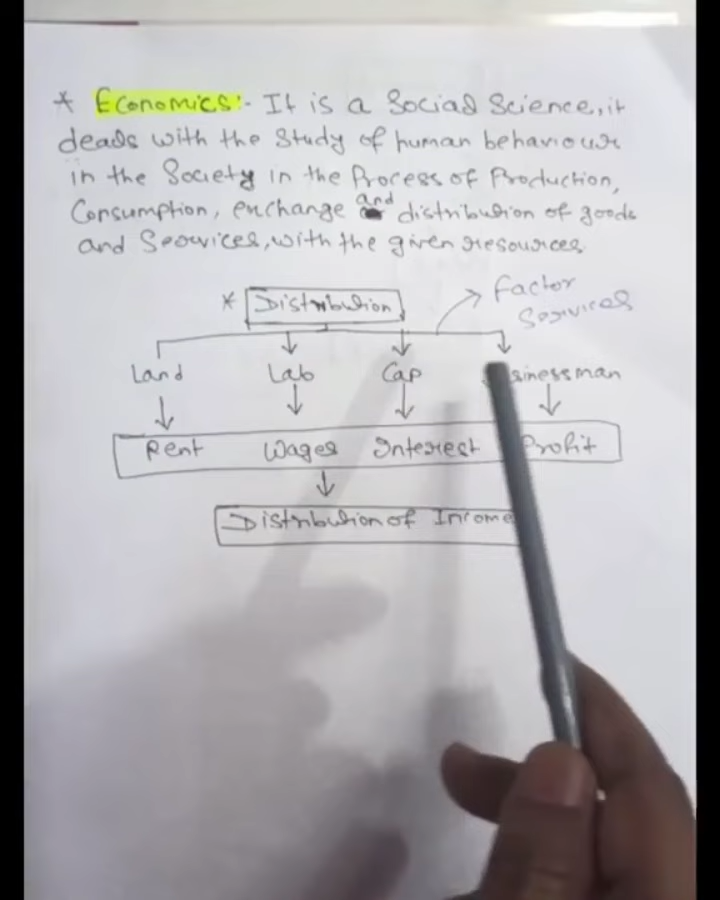 * Economics:- It is a Social Science, it
deals with the Study of human behaviour
in the Society in the Process of Production,
Consumption, exchange and distribution of goods
and Services, with the given resources.
* Distribution
Factor
Services
Land Lab Cap sinessman
Rent Wages Interest Profit
Distribution of Income